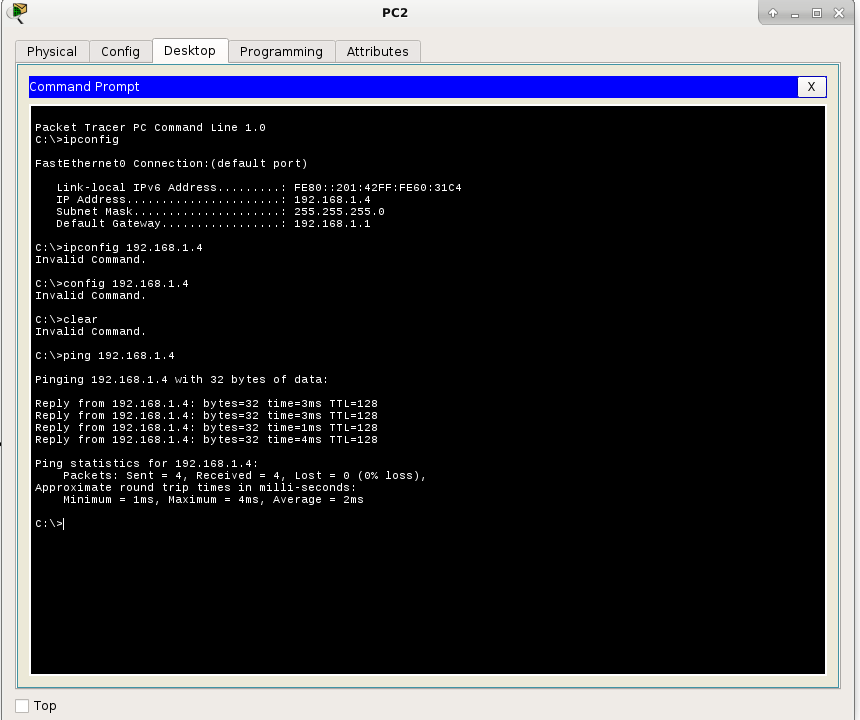 PC2
Physical Config Desktop Programming Attributes
Command Prompt X
Packet Tracer PC Command Line 1.0
C:\>ipconfig
FastEthernet0 Connection:(default port)
Link-local IPv6 Address.........: FE80::201:42FF:FE60:31C4
IP Address......................: 192.168.1.4
Subnet Mask.....................: 255.255.255.0
Default Gateway.................: 192.168.1.1
C:\>ipconfig 192.168.1.4
Invalid Command.
C:\>config 192.168.1.4
Invalid Command.
C:\>clear
Invalid Command.
C:\>ping 192.168.1.4
Pinging 192.168.1.4 with 32 bytes of data:
Reply from 192.168.1.4: bytes=32 time=3ms TTL=128
Reply from 192.168.1.4: bytes=32 time=3ms TTL=128
Reply from 192.168.1.4: bytes=32 time=1ms TTL=128
Reply from 192.168.1.4: bytes=32 time=4ms TTL=128
Ping statistics for 192.168.1.4:
Packets: Sent = 4, Received = 4, Lost = 0 (0% loss),
Approximate round trip times in milli-seconds:
Minimum = 1ms, Maximum = 4ms, Average = 2ms
C:\>
Top